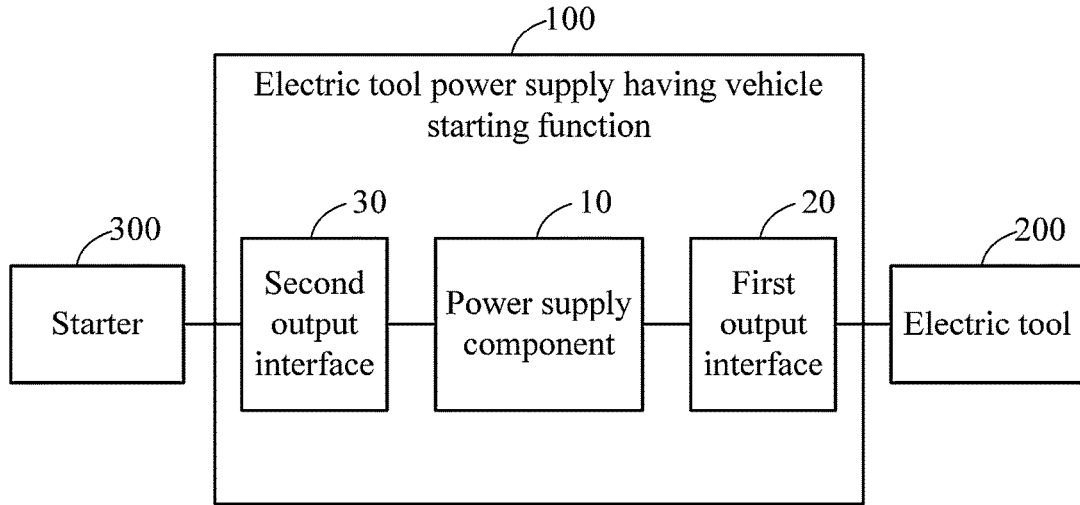 100
Electric tool power supply having vehicle
starting function
300
30
10
20
200
Starter
Second
output
interface
Power supply
component
First
output
interface
Electric tool